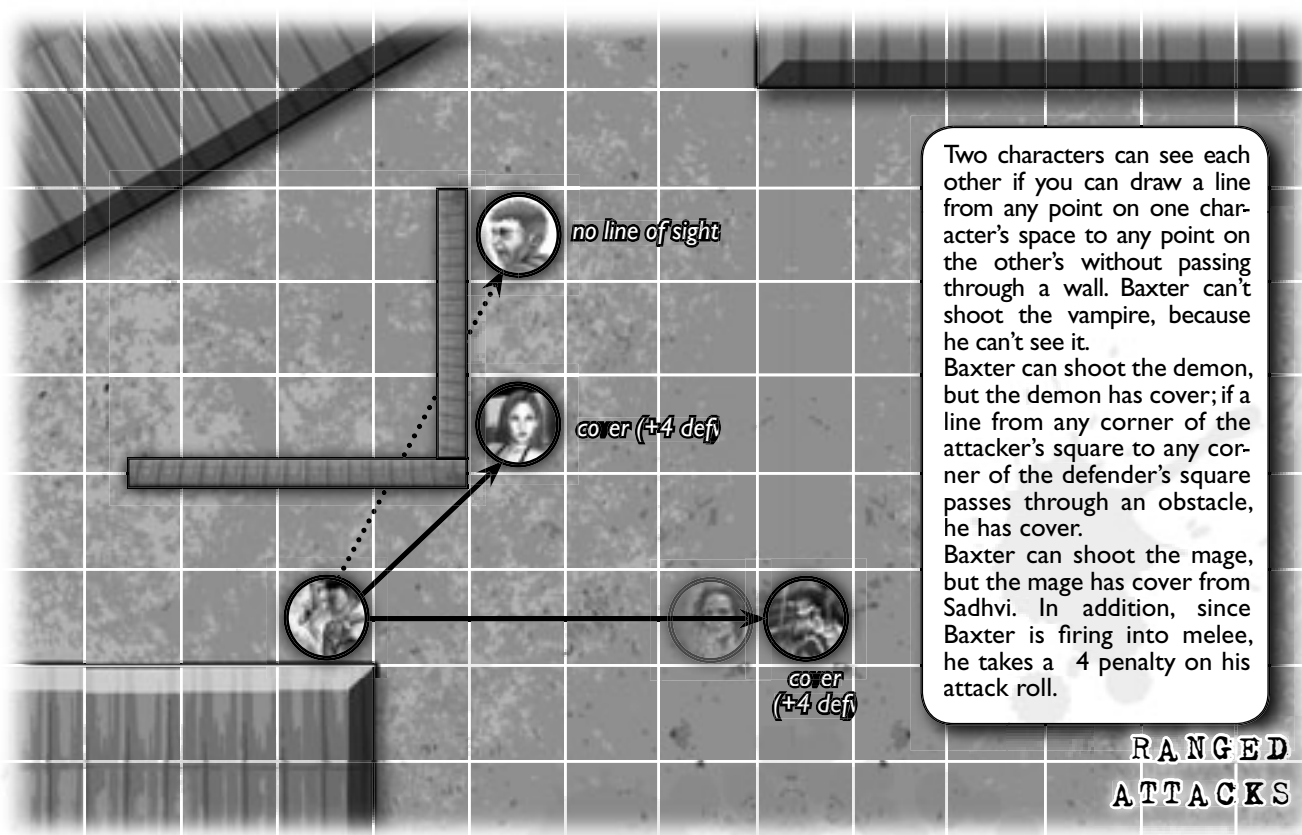 no line of sight
cover (+4 def
cover
(+4 def
Two characters can see each
other if you can draw a line
from any point on one char-
acter's space to any point on
the other's without passing
through a wall. Baxter can't
shoot the vampire, because
he can't see it.
Baxter can shoot the demon,
but the demon has cover; if a
line from any corner of the
attacker's square to any cor-
ner of the defender's square
passes through an obstacle,
he has cover.
Baxter can shoot the mage,
but the mage has cover from
Sadhvi. In addition, since
Baxter is firing into melee,
he takes a 4 penalty on his
attack roll.
RANGED
ATTACKS